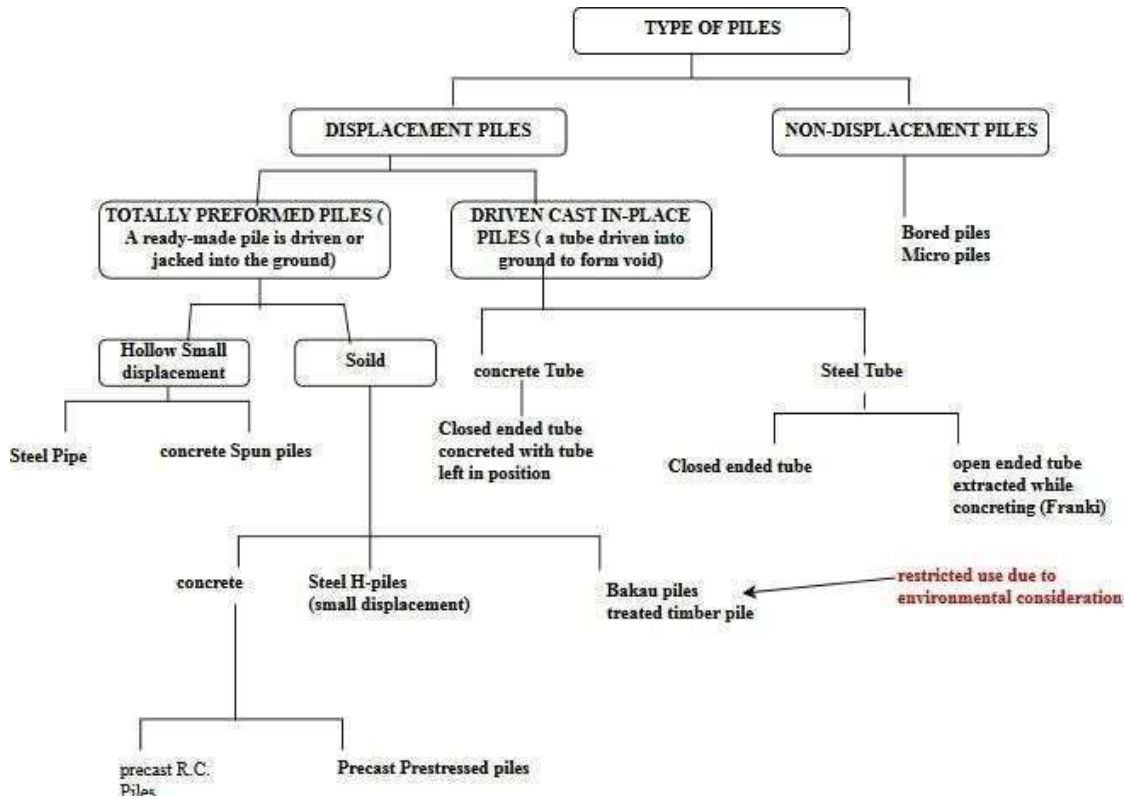 TYPE OF PILES
DISPLACEMENT PILES
NON-DISPLACEMENT PILES
TOTALLY PREFORMED PILES (
A ready-made pile is driven or
jacked into the ground)
DRIVEN CAST IN-PLACE
PILES ( a tube driven into
ground to form void)
Bored piles
Micro piles
Hollow Small
displacement
Soild
concrete Tube
Steel Tube
Steel Pipe
concrete Spun piles
Closed ended tube
concreted with tube
left in position
Closed ended tube
open ended tube
extracted while
concreting (Franki)
concrete
Steel H-piles
(small displacement)
Bakau piles
treated timber pile
restricted use due to
environmental consideration
precast R.C.
Piles
Precast Prestressed piles